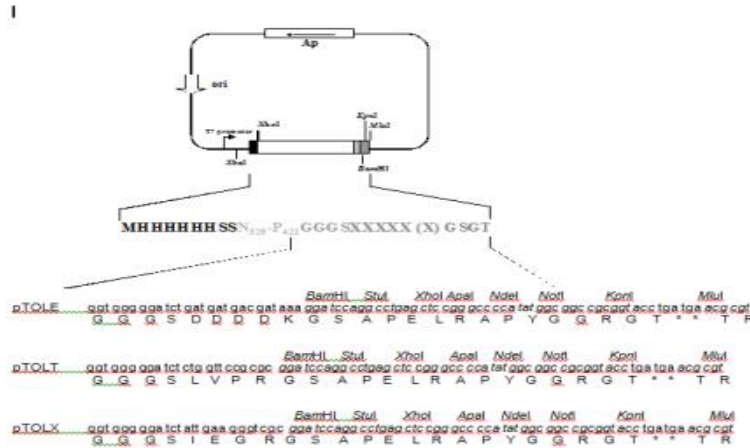 I
Ap
ori
T7 promoter
NheI
KpnI
MluI
XbaI
BamHI
MHHHHHHSSN328-P422GGGSXXXXX(X)GSGT
BamHI StuI XhoI ApaI NdeI NotI KpnI MluI
pTOLE ggt ggg gga tct gat gat gac gat aaa gga tcc agg cct gag ctc cgg gcc cca tat ggc ggc cgc ggt acc tga tga acg cgt
G G G S D D D D K G S A P E L R A P Y G G R G T * * T R
BamHI StuI XhoI ApaI NdeI NotI KpnI MluI
pTOLT ggt ggg gga tct ctg gtt ccg cgc gga tcc agg cct gag ctc cgg gcc cca tat ggc ggc cgc ggt acc tga tga acg cgt
G G G S L V P R G S A P E L R A P Y G G R G T * * T R
BamHI StuI XhoI ApaI NdeI NotI KpnI MluI
pTOLX ggt ggg gga tct att gaa ggt cgc gga tcc agg cct gag ctc cgg gcc cca tat ggc ggc cgc ggt acc tga tga acg cgt
G G G S I E G R G S A P E L R A P Y G G R G T * * T R